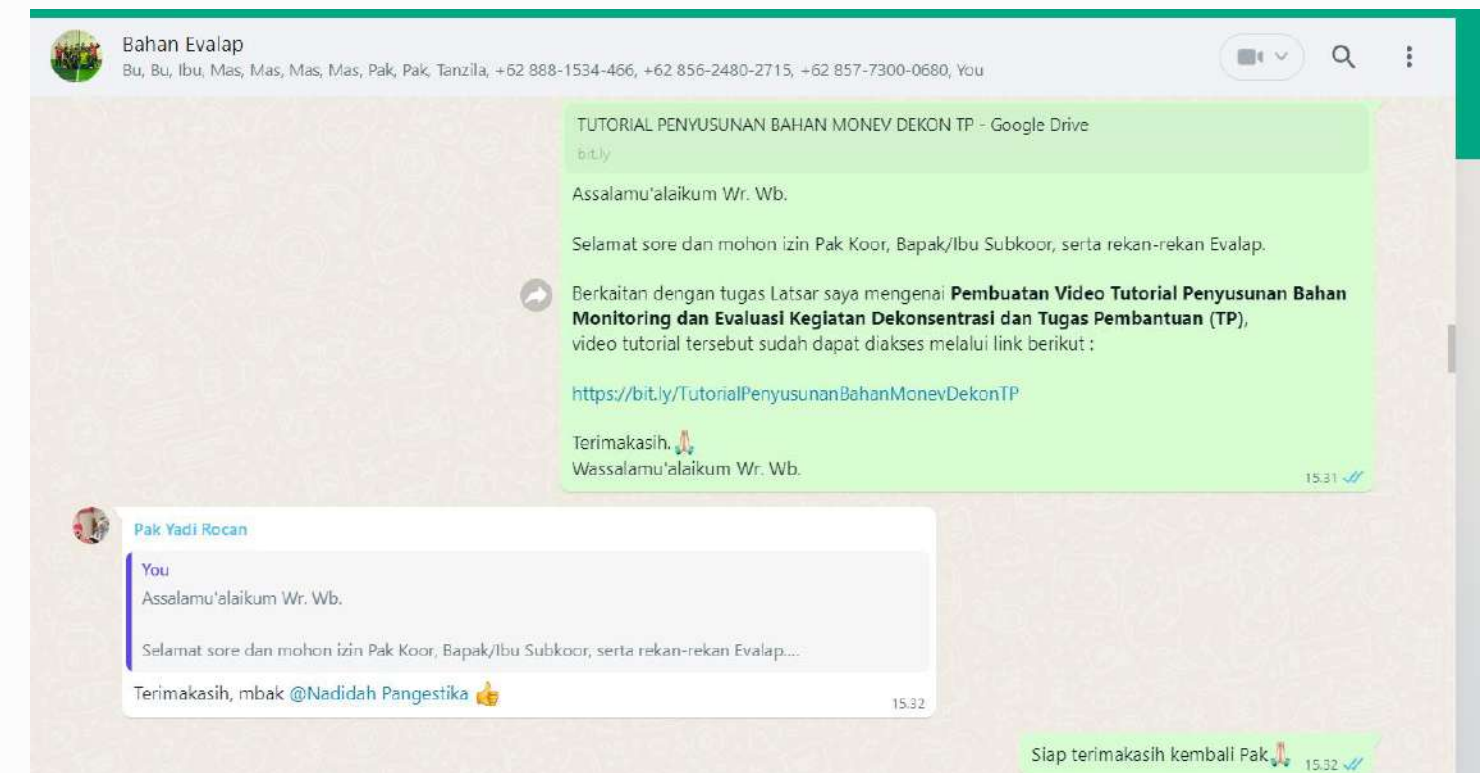 Bahan Evalap
Bu, Bu, Ibu, Mas, Mas, Mas, Mas, Pak, Pak, Tanzila, +62 888-1534-466, +62 856-2480-2715, +62 857-7300-0680, You
TUTORIAL PENYUSUNAN BAHAN MONEV DEKON TP - Google Drive
bit.ly
Assalamu'alaikum Wr. Wb.
Selamat sore dan mohon izin Pak Koor, Bapak/Ibu Subkoor, serta rekan-rekan Evalap.
Berkaitan dengan tugas Latsar saya mengenai Pembuatan Video Tutorial Penyusunan Bahan
Monitoring dan Evaluasi Kegiatan Dekonsentrasi dan Tugas Pembantuan (TP),
video tutorial tersebut sudah dapat diakses melalui link berikut :
https://bit.ly/TutorialPenyusunanBahanMonevDekonTP
Terimakasih.🙏
Wassalamu'alaikum Wr. Wb.
15.31
Pak Yadi Rocan
You
Assalamu'alaikum Wr. Wb.
Selamat sore dan mohon izin Pak Koor, Bapak/Ibu Subkoor, serta rekan-rekan Evalap....
Terimakasih, mbak @Nadidah Pangestika 👍
15.32
Siap terimakasih kembali Pak🙏 15.32